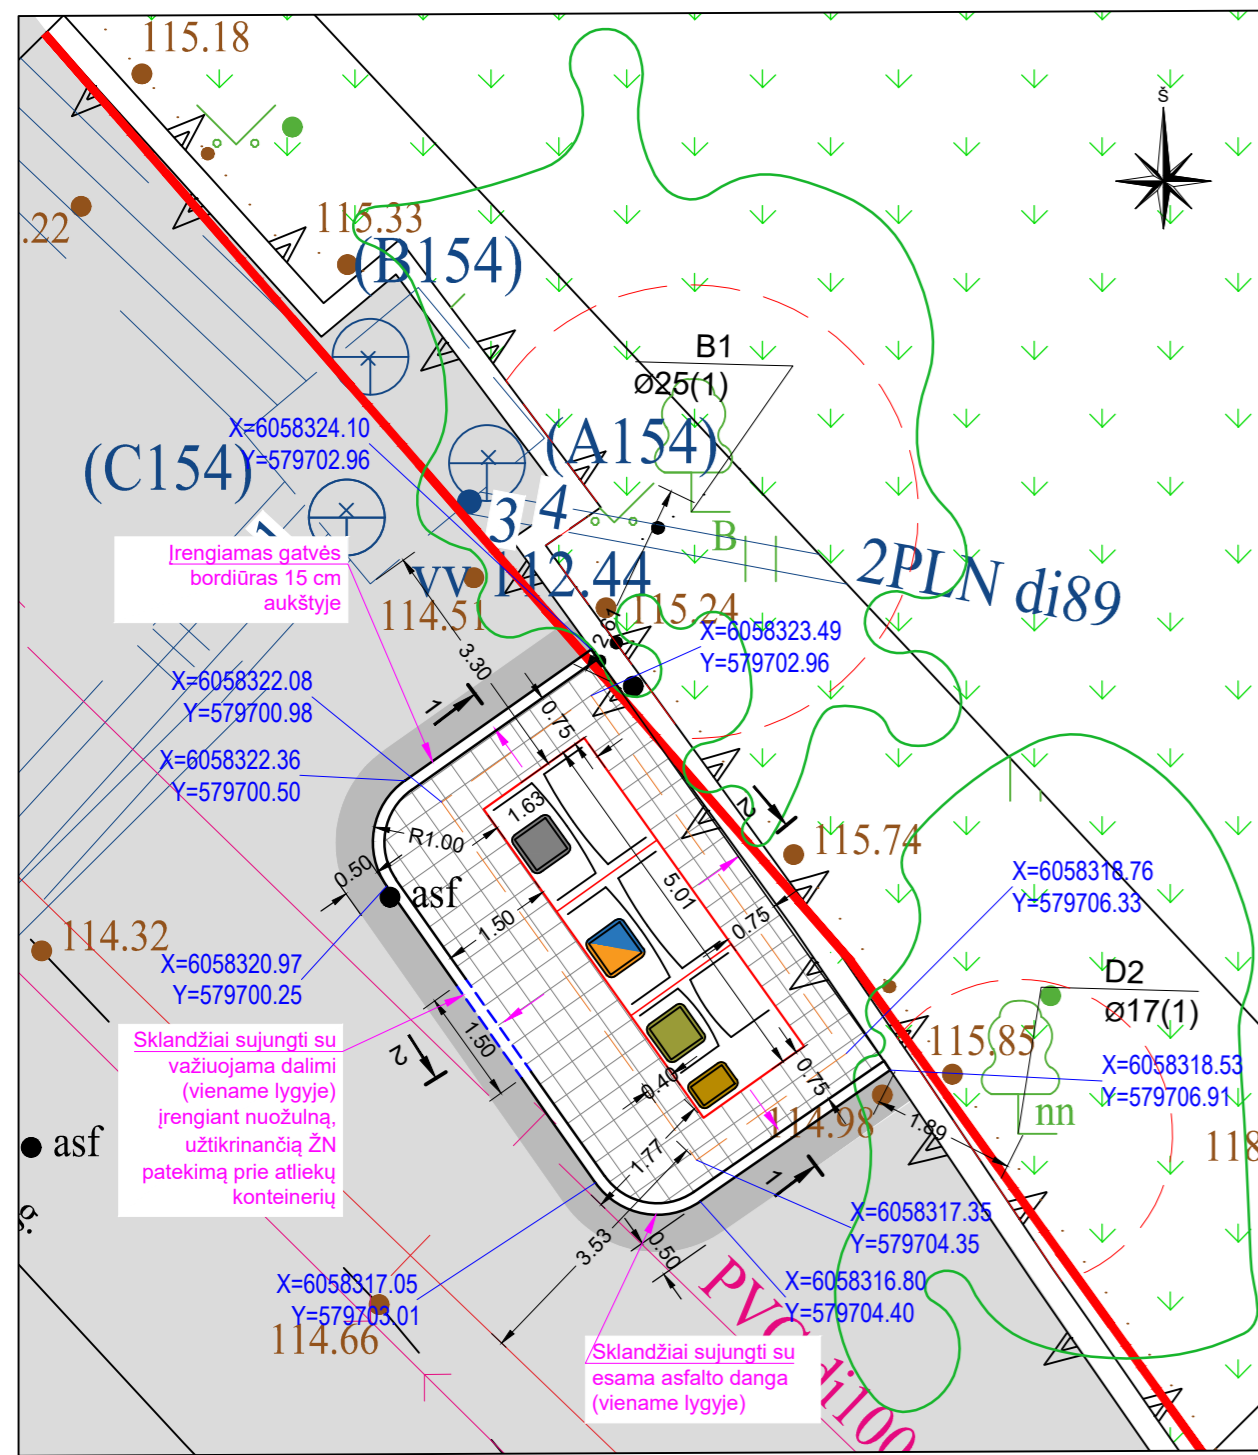 115.18
Š
.22
115.33
(B154)
B1
Ø25(1)
X=6058324.10
Y=579702.96
(A154)
(C154)
1
3
4
B
Įrengiamas gatvės
bordiūras 15 cm
aukštyje
vv 112.44
2PLN di89
114.51
115.24
X=6058323.49
Y=579702.96
3.30
X=6058322.08
Y=579700.98
1
0.75
X=6058322.36
Y=579700.50
1.63
2
R1.00
115.74
0.50
asf
5.01
X=6058318.76
Y=579706.33
1.50
0.75
114.32
X=6058320.97
Y=579700.25
D2
Ø17(1)
Sklandžiai sujungti su
važiuojama dalimi
(viename lygyje)
įrengiant nuožulną,
užtikrinančią ŽN
patekimą prie atliekų
konteinerių
1.50
2
115.85
X=6058318.53
Y=579706.91
0.40
0.75
114.98
1.89
nn
asf
118
1.77
1
g.
X=6058317.35
Y=579704.35
3.53
0.50
X=6058317.05
Y=579703.01
X=6058316.80
Y=579704.40
114.66
PVC di100
Sklandžiai sujungti su
esama asfalto danga
(viename lygyje)